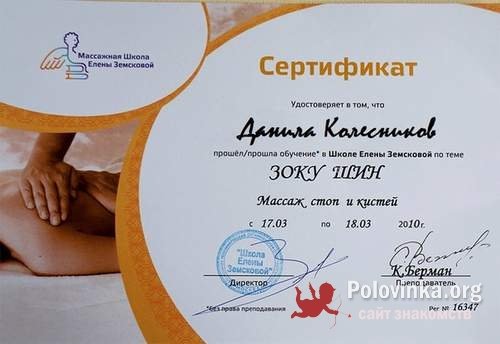 Массажная Школа
Елены Земсковой
Сертификат
Удостоверяет в том, что
Данила Колесников
прошёл/прошла обучение* в Школе Елены Земсковой по теме
ЗОКУ ШИН
Массаж стоп и кистей
с 17.03 по 18.03 2010г.
"Школа
Елены
Земсковой"
К.Берман
Директор
Преподаватель
*без права преподавания
Рег № 16347
Polovinka.org
сайт знакомств